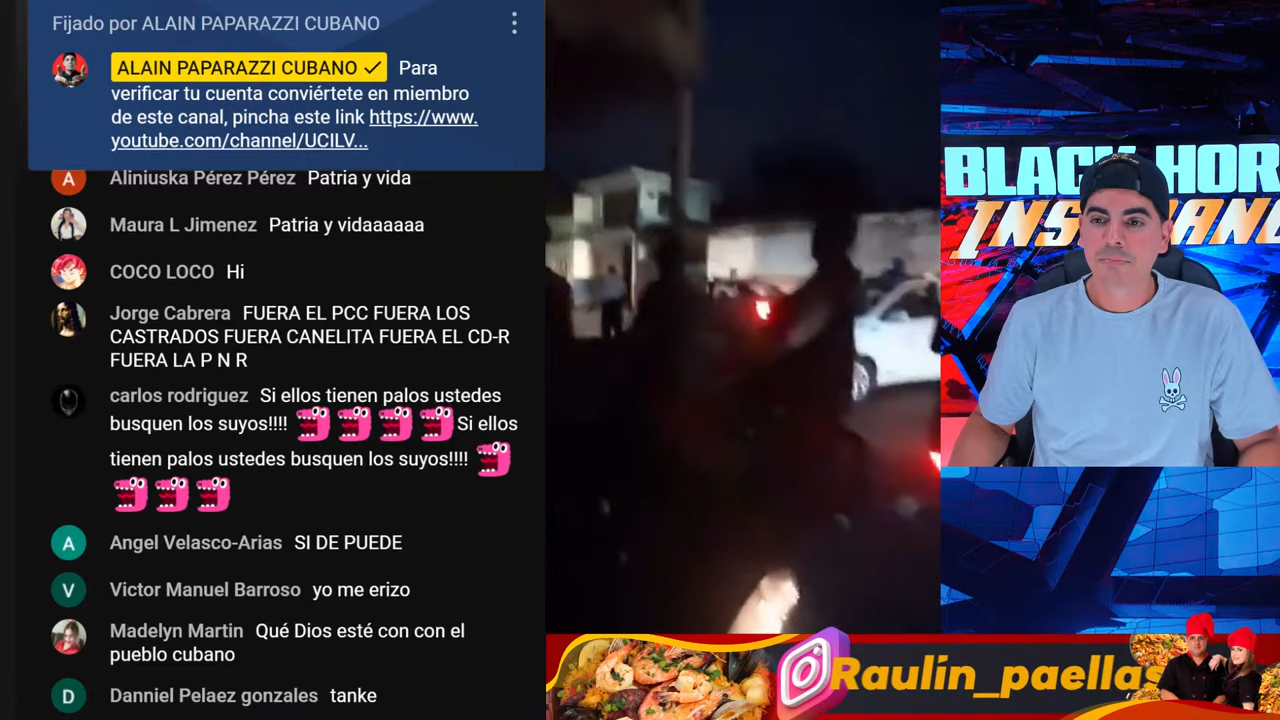 Fijado por ALAIN PAPARAZZI CUBANO
ALAIN PAPARAZZI CUBANO Para
verificar tu cuenta conviértete en miembro
de este canal, pincha este link https://www.
youtube.com/channel/UCILV...
Aliniuska Pérez Pérez Patria y vida
Maura L Jimenez Patria y vidaaaaaa
COCO LOCO Hi
Jorge Cabrera FUERA EL PCC FUERA LOS
CASTRADOS FUERA CANELITA FUERA EL CD-R
FUERA LA P N R
carlos rodriguez Si ellos tienen palos ustedes
busquen los suyos!!!! Si ellos
tienen palos ustedes busquen los suyos!!!!
A
Angel Velasco-Arias SI DE PUEDE
V
Victor Manuel Barroso yo me erizo
Madelyn Martin Qué Dios esté con con el
pueblo cubano
D
Danniel Pelaez gonzales tanke
BLACK HOR
INS
Raulin_paellas